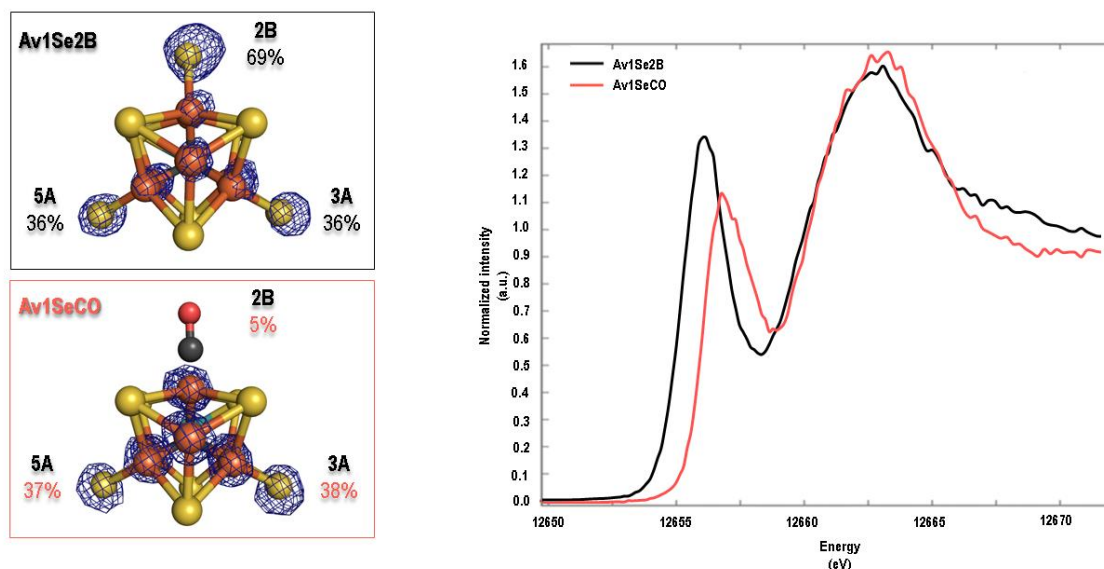 Av1Se2B
2B
69%
5A
36%
3A
36%
Av1SeCO
2B
5%
5A
37%
3A
38%
Av1Se2B
Av1SeCO
Normalized intensity
(a.u.)
1.6
1.5
1.4
1.3
1.2
1.1
1.0
0.9
0.8
0.7
0.6
0.5
0.4
0.3
0.2
0.1
0.0
12650
12655
12660
12665
12670
Energy
(eV)